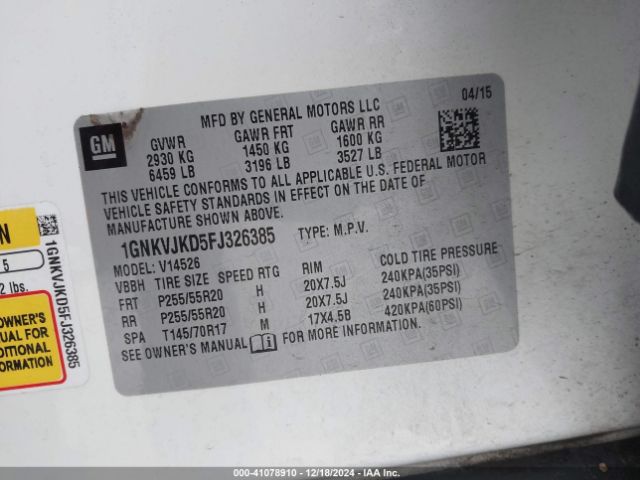 MFD BY GENERAL MOTORS LLC 04/15
GM
GVWR GAWR FRT GAWR RR
2930 KG 1450 KG 1600 KG
6459 LB 3196 LB 3527 LB
THIS VEHICLE CONFORMS TO ALL APPLICABLE U.S. FEDERAL MOTOR
VEHICLE SAFETY STANDARDS IN EFFECT ON THE DATE OF
MANUFACTURE SHOWN ABOVE.
1GNKVJKD5FJ326385 TYPE: M.P.V.
MODEL: V14526
VBBH TIRE SIZE SPEED RTG RIM COLD TIRE PRESSURE
FRT P255/55R20 H 20X7.5J 240KPA(35PSI)
RR P255/55R20 H 20X7.5J 240KPA(35PSI)
SPA T145/70R17 M 17X4.5B 420KPA(60PSI)
SEE OWNER'S MANUAL FOR MORE INFORMATION.
N
5
2 lbs.
OWNER'S
UAL FOR
DITIONAL
ORMATION
1GNKVJKD5FJ326385
000-41078910 • 12/18/2024 • iaai.com